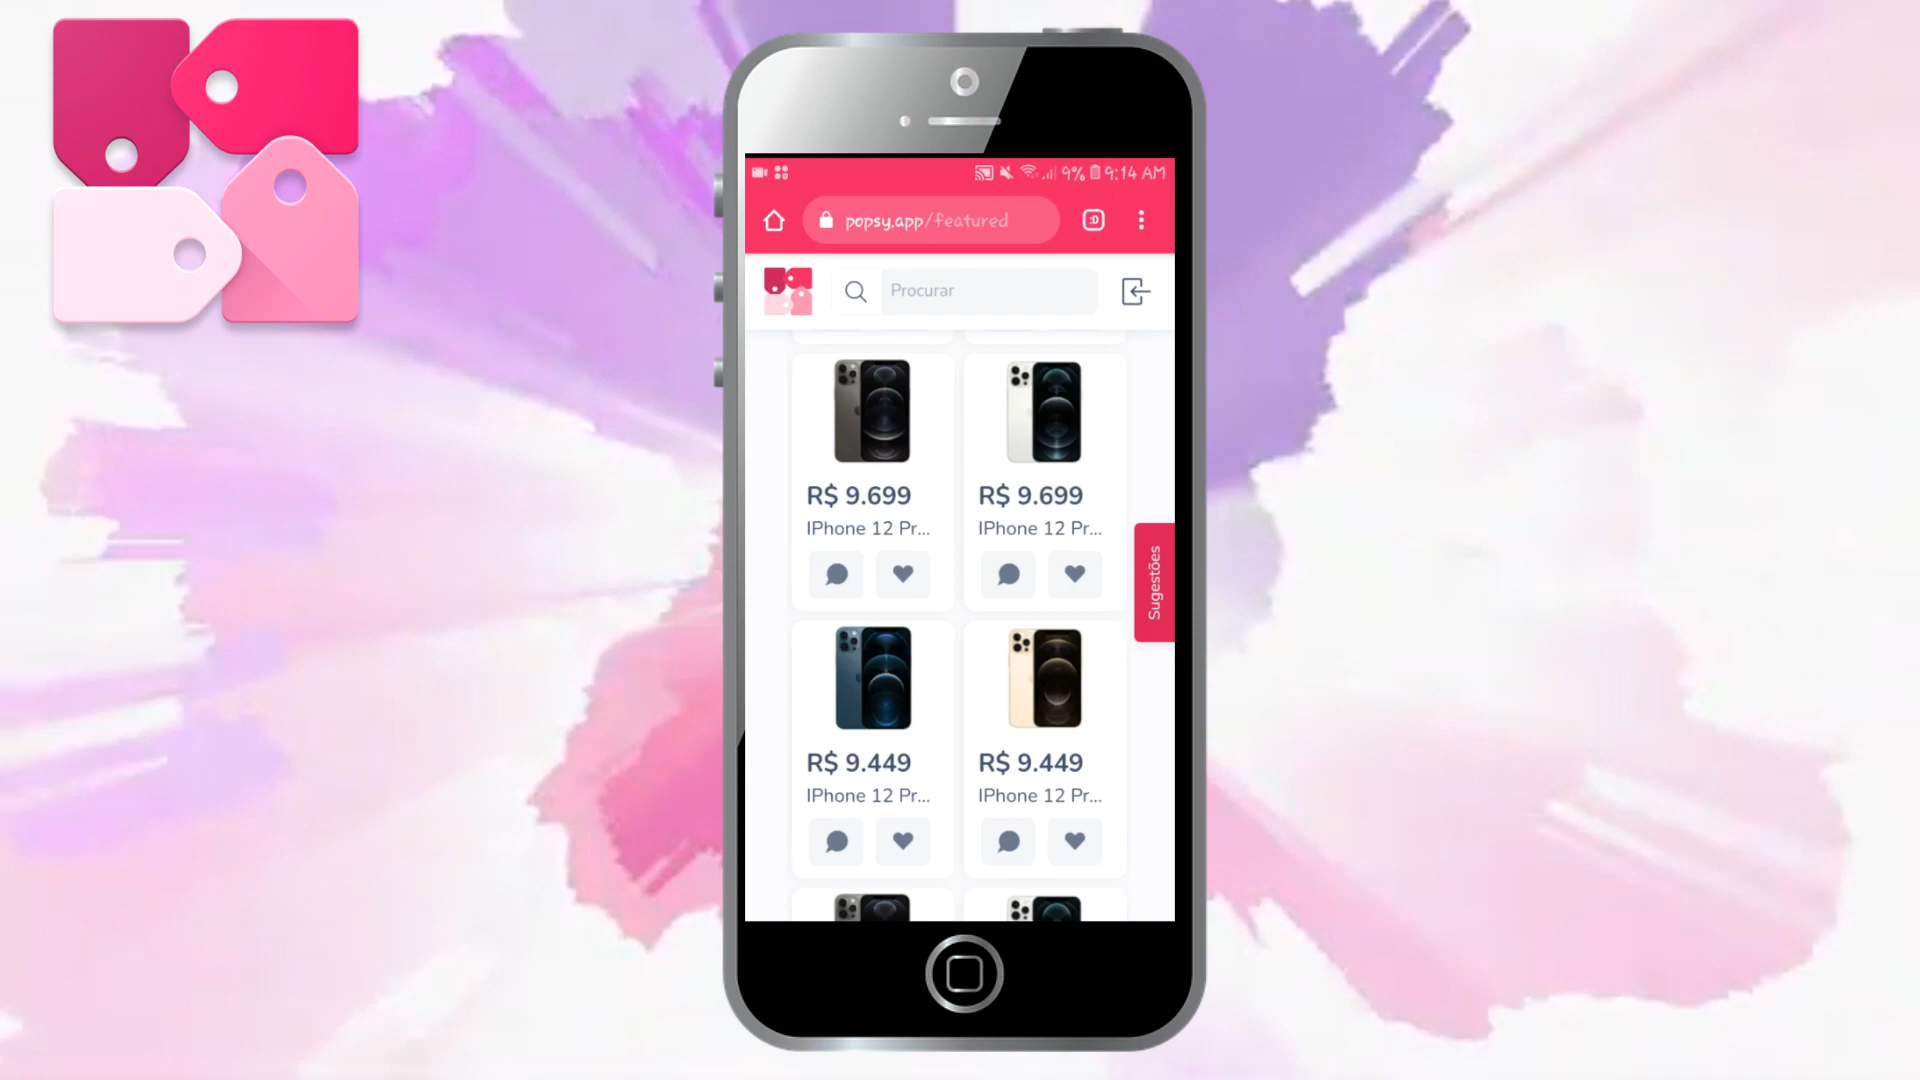 9% 9:14 AM
popsy.app/featured
:D
Procurar
R$ 9.699
IPhone 12 Pr...
R$ 9.699
IPhone 12 Pr...
Sugestões
R$ 9.449
IPhone 12 Pr...
R$ 9.449
IPhone 12 Pr...